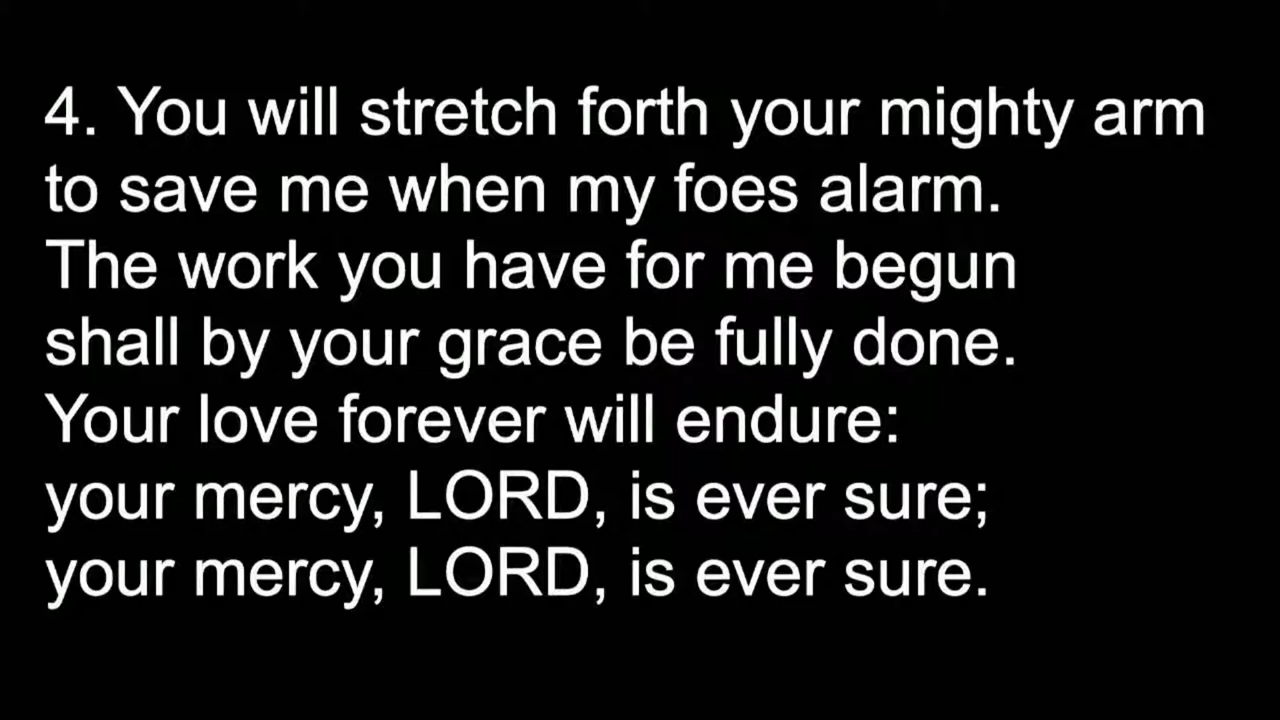 4. You will stretch forth your mighty arm
to save me when my foes alarm.
The work you have for me begun
shall by your grace be fully done.
Your love forever will endure:
your mercy, LORD, is ever sure;
your mercy, LORD, is ever sure.